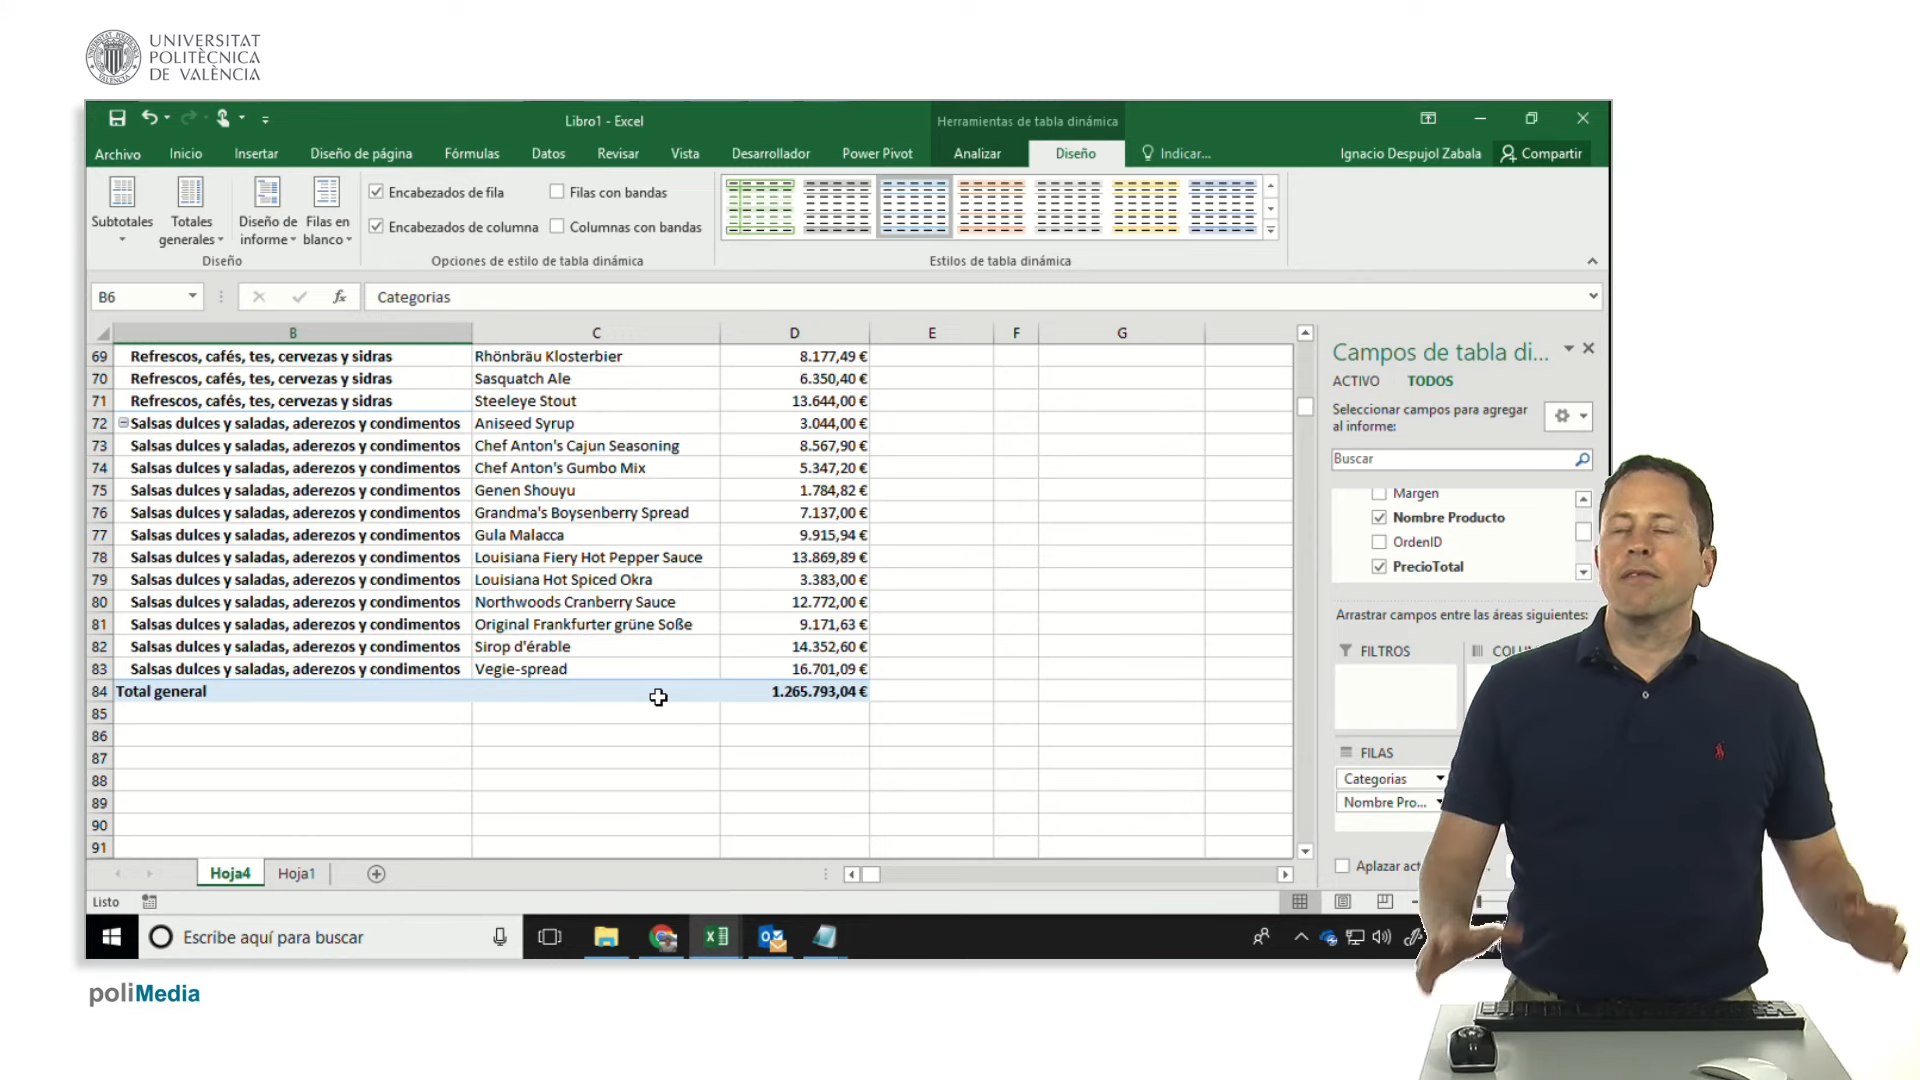 UNIVERSITAT
POLITÈCNICA
DE VALÈNCIA
Libro1 - Excel
Herramientas de tabla dinámica
Archivo Inicio Insertar Diseño de página Fórmulas Datos Revisar Vista Desarrollador Power Pivot Analizar Diseño Indicar... Ignacio Despujol Zabala Compartir
Subtotales
Totales generales
Diseño de informe
Filas en blanco
Encabezados de fila
Filas con bandas
Encabezados de columna
Columnas con bandas
Diseño
Opciones de estilo de tabla dinámica
Estilos de tabla dinámica
B6 fx Categorias
B C D E F G
69 Refrescos, cafés, tes, cervezas y sidras Rhönbräu Klosterbier 8.177,49 €
70 Refrescos, cafés, tes, cervezas y sidras Sasquatch Ale 6.350,40 €
71 Refrescos, cafés, tes, cervezas y sidras Steeleye Stout 13.644,00 €
72 Salsas dulces y saladas, aderezos y condimentos Aniseed Syrup 3.044,00 €
73 Salsas dulces y saladas, aderezos y condimentos Chef Anton's Cajun Seasoning 8.567,90 €
74 Salsas dulces y saladas, aderezos y condimentos Chef Anton's Gumbo Mix 5.347,20 €
75 Salsas dulces y saladas, aderezos y condimentos Genen Shouyu 1.784,82 €
76 Salsas dulces y saladas, aderezos y condimentos Grandma's Boysenberry Spread 7.137,00 €
77 Salsas dulces y saladas, aderezos y condimentos Gula Malacca 9.915,94 €
78 Salsas dulces y saladas, aderezos y condimentos Louisiana Fiery Hot Pepper Sauce 13.869,89 €
79 Salsas dulces y saladas, aderezos y condimentos Louisiana Hot Spiced Okra 3.383,00 €
80 Salsas dulces y saladas, aderezos y condimentos Northwoods Cranberry Sauce 12.772,00 €
81 Salsas dulces y saladas, aderezos y condimentos Original Frankfurter grüne Soße 9.171,63 €
82 Salsas dulces y saladas, aderezos y condimentos Sirop d'érable 14.352,60 €
83 Salsas dulces y saladas, aderezos y condimentos Vegie-spread 16.701,09 €
84 Total general 1.265.793,04 €
85
86
87
88
89
90
91
Campos de tabla di...
ACTIVO TODOS
Seleccionar campos para agregar
al informe:
Buscar
Margen
Nombre Producto
OrdenID
PrecioTotal
Arrastrar campos entre las áreas siguientes:
FILTROS COLU
FILAS
Categorias
Nombre Pro...
Aplazar act
Hoja4 Hoja1
Listo
Escribe aquí para buscar
poliMedia